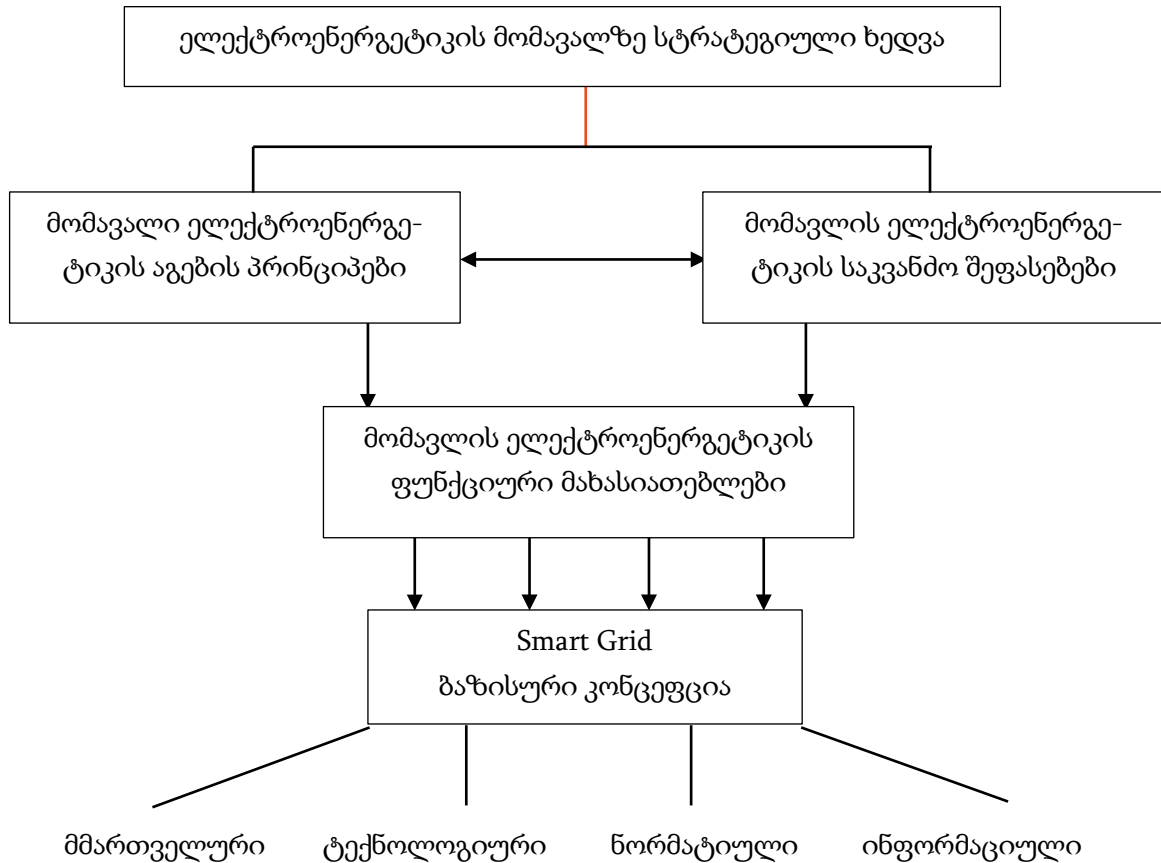 ელექტროენერგეტიკის მომავალზე სტრატეგიული ხედვა
მომავალი ელექტროენერგე-
ტიკის აგების პრინციპები
მომავლის ელექტროენერგე-
ტიკის საკვანძო შეფასებები
მომავლის ელექტროენერგეტიკის
ფუნქციური მახასიათებლები
Smart Grid
ბაზისური კონცეფცია
მმართველური ტექნოლოგიური ნორმატიული ინფორმაციული